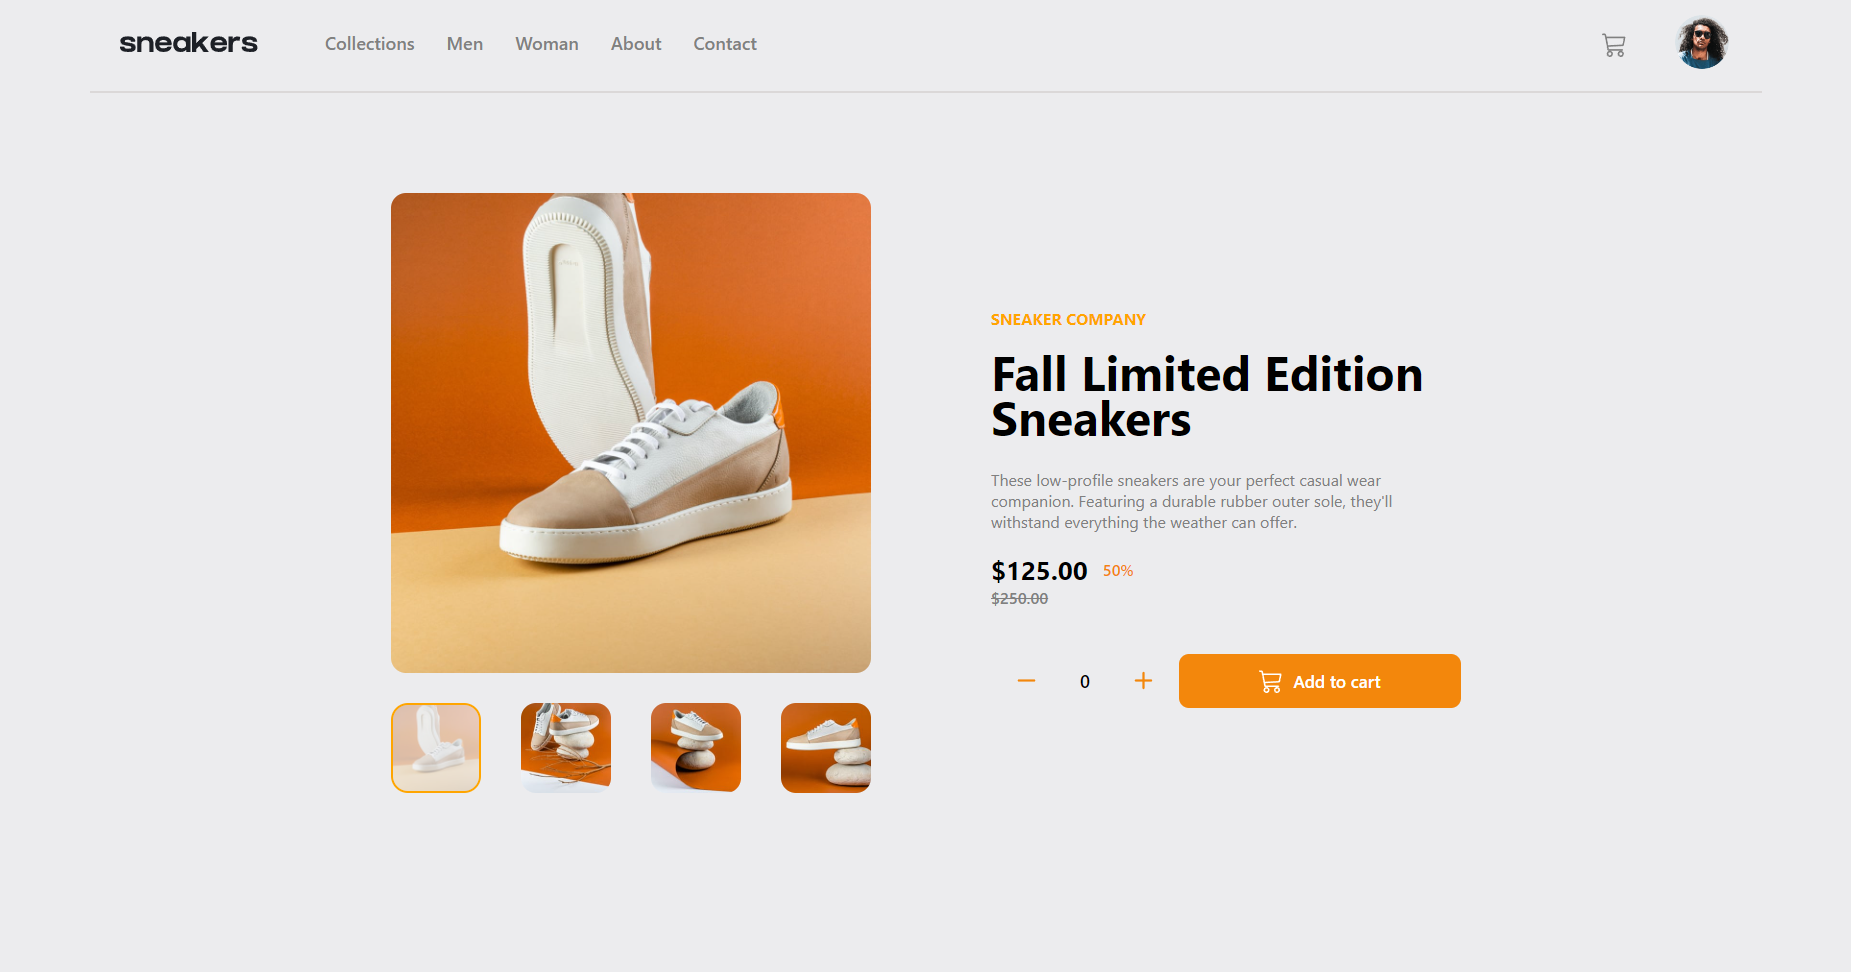 sneakers
Collections
Men
Woman
About
Contact
SNEAKER COMPANY
Fall Limited Edition
Sneakers
These low-profile sneakers are your perfect casual wear
companion. Featuring a durable rubber outer sole, they'll
withstand everything the weather can offer.
$125.00 50%
$250.00
0
Add to cart